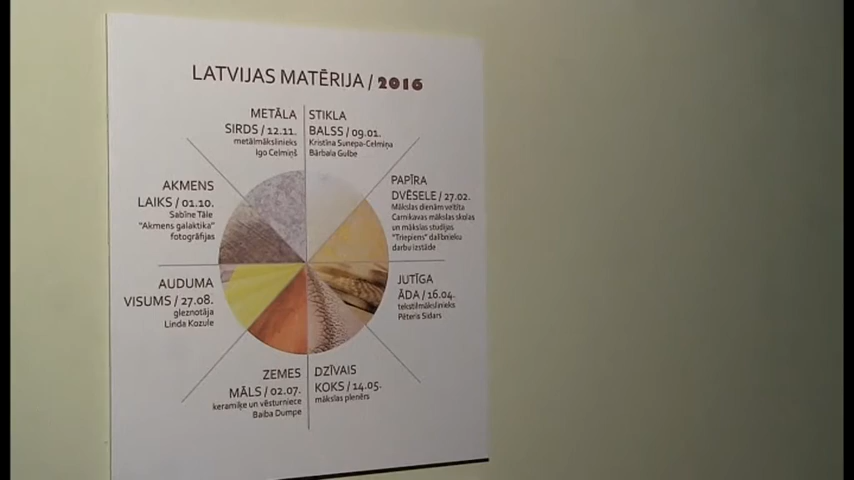 LATVIJAS MATĒRIJA / 2016
STIKLA
BALSS / 09.01.
Kristīna Sunepa-Celmiņa
Bārbala Gulbe
PAPĪRA
DVĒSELE / 27.02.
Mākslas dienām veltīta
Carnikavas mākslas skolas
un mākslas studijas
"Triepiens" dalībnieku
darbu izstāde
JUTĪGA
ĀDA / 16.04.
tekstilmākslinieks
Pēteris Sidars
DZĪVAIS
KOKS / 14.05.
mākslas plenērs
ZEMES
MĀLS / 02.07.
keramiķe un vēsturniece
Baiba Dumpe
AUDUMA
VISUMS / 27.08.
gleznotāja
Linda Kozule
AKMENS
LAIKS / 01.10.
Sabīne Tāle
"Akmens galaktika"
fotogrāfijas
METĀLA
SIRDS / 12.11.
metālmākslinieks
Igo Celmiņš